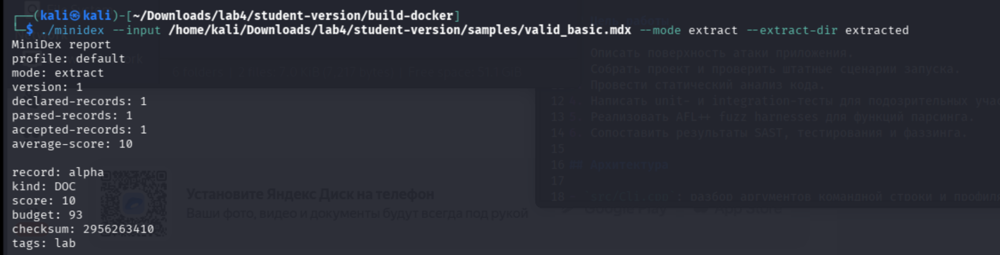 (kali㉿kali)-[~/Downloads/lab4/student-version/build-docker]
$ ./minidex --input /home/kali/Downloads/lab4/student-version/samples/valid_basic.mdx --mode extract --extract-dir extracted
MiniDex report
profile: default
mode: extract
version: 1
declared-records: 1
parsed-records: 1
accepted-records: 1
average-score: 10
record: alpha
kind: DOC
score: 10
budget: 93
checksum: 2956263410
tags: lab
6 folders | 2 files: 7.0 KiB (7,217 bytes) | Free space: 51.1 GiB
Цель работы
Описать поверхность атаки приложения.
Собрать проект и проверить штатные сценарии запуска.
Провести статический анализ кода.
12 4. Написать unit- и integration-тесты для подозрительных
13 5. Реализовать AFL++ fuzz harnesses для функций парсинга.
14 6. Сопоставить результаты SAST, тестирования и фаззинга.
15
16 ## Архитектура
17
18 - `src/Cli.cpp`: разбор аргументов командной строки и
Установите Яндекс Диск на телефон
Ваши фото, видео и документы будут всегда под рукой
Google Play
App Store